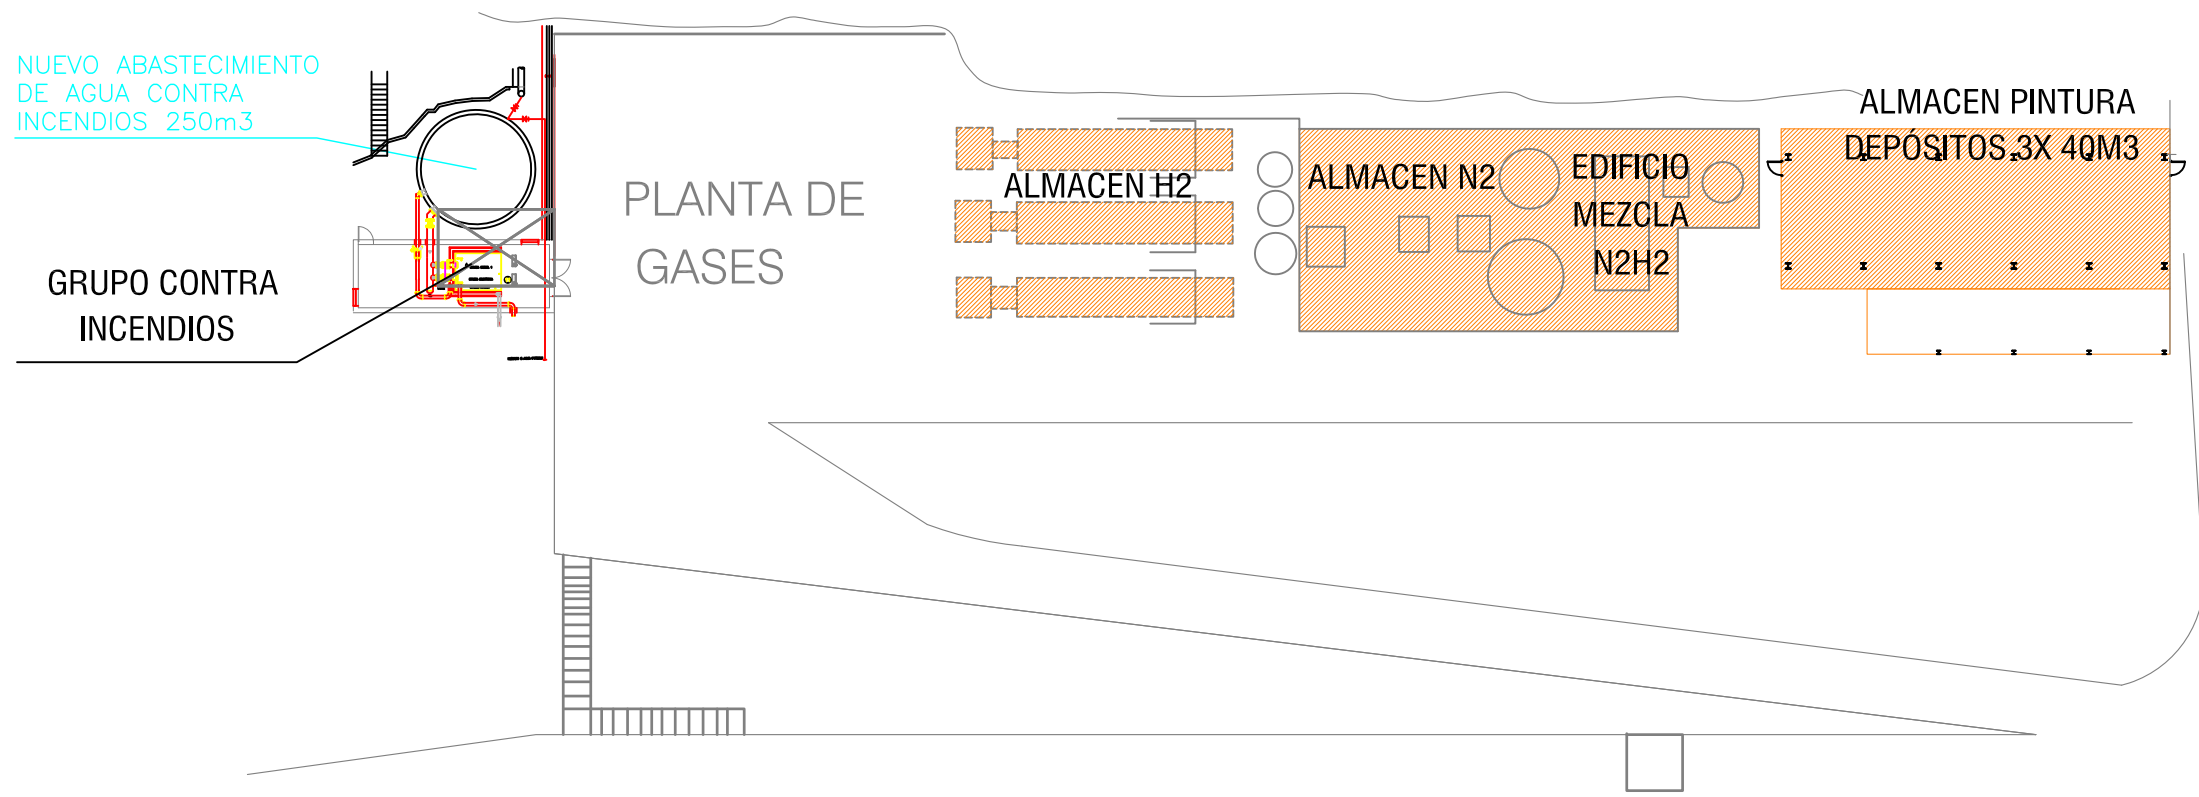 NUEVO ABASTECIMIENTO
DE AGUA CONTRA
INCENDIOS 250m3
GRUPO CONTRA
INCENDIOS
PLANTA DE
GASES
ALMACEN H2
ALMACEN N2
EDIFICIO
MEZCLA
N2H2
ALMACEN PINTURA
DEPÓSITOS 3X 40M3